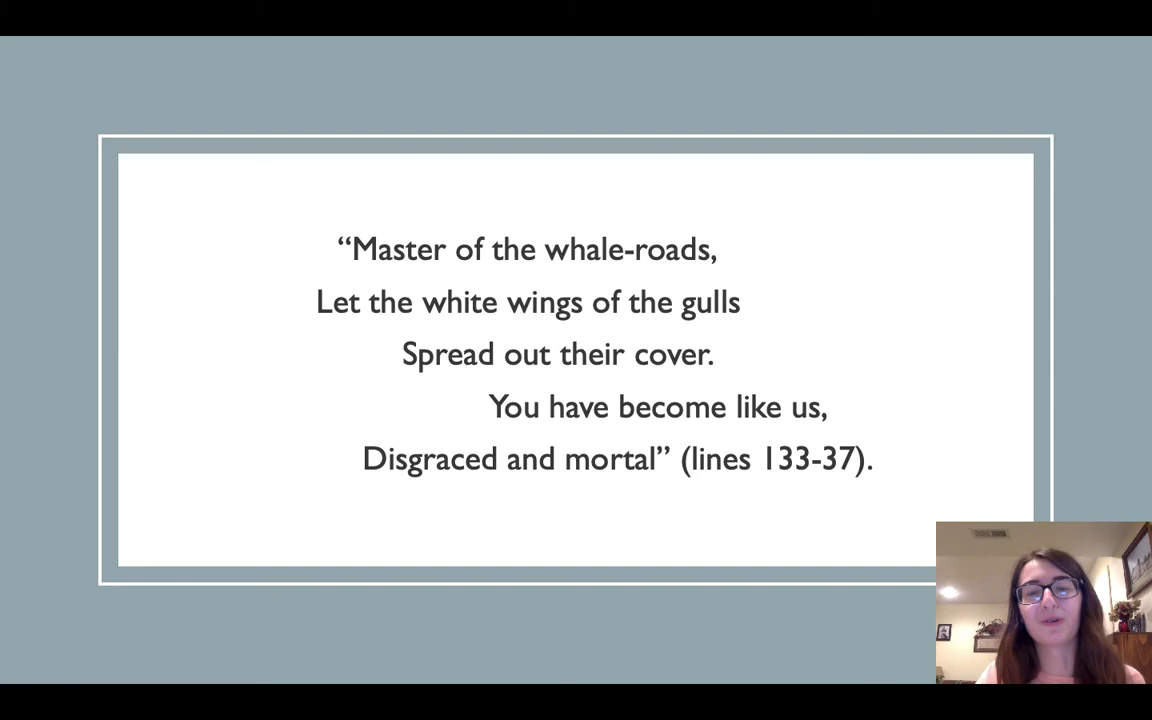 “Master of the whale-roads,
Let the white wings of the gulls
Spread out their cover.
You have become like us,
Disgraced and mortal” (lines 133-37).